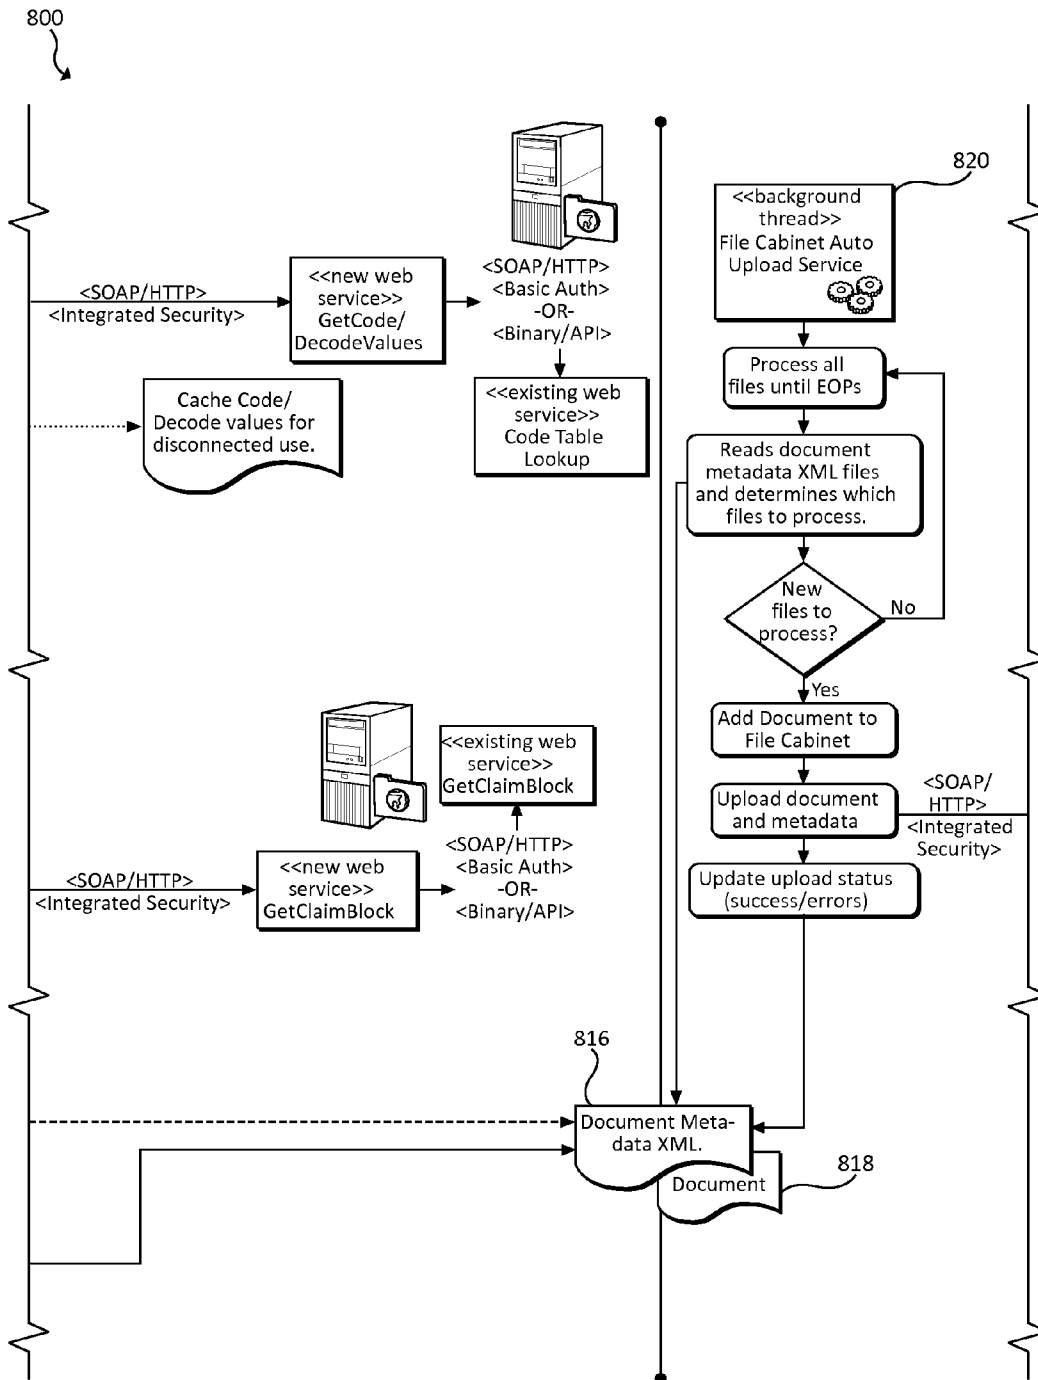 800
820
<<background
thread>>
File Cabinet Auto
Upload Service
<SOAP/HTTP>
<Integrated Security>
<<new web
service>>
GetCode/
DecodeValues
<SOAP/HTTP>
<Basic Auth>
-OR-
<Binary/API>
Process all
files until EOPs
Cache Code/
Decode values for
disconnected use.
<<existing web
service>>
Code Table
Lookup
Reads document
metadata XML files
and determines which
files to process.
New
files to
process?
No
Yes
Add Document to
File Cabinet
<<existing web
service>>
GetClaimBlock
Upload document
and metadata
<SOAP/
HTTP>
<Integrated
Security>
<SOAP/HTTP>
<Integrated Security>
<<new web
service>>
GetClaimBlock
<SOAP/HTTP>
<Basic Auth>
-OR-
<Binary/API>
Update upload status
(success/errors)
816
Document Meta-
data XML.
Document
818